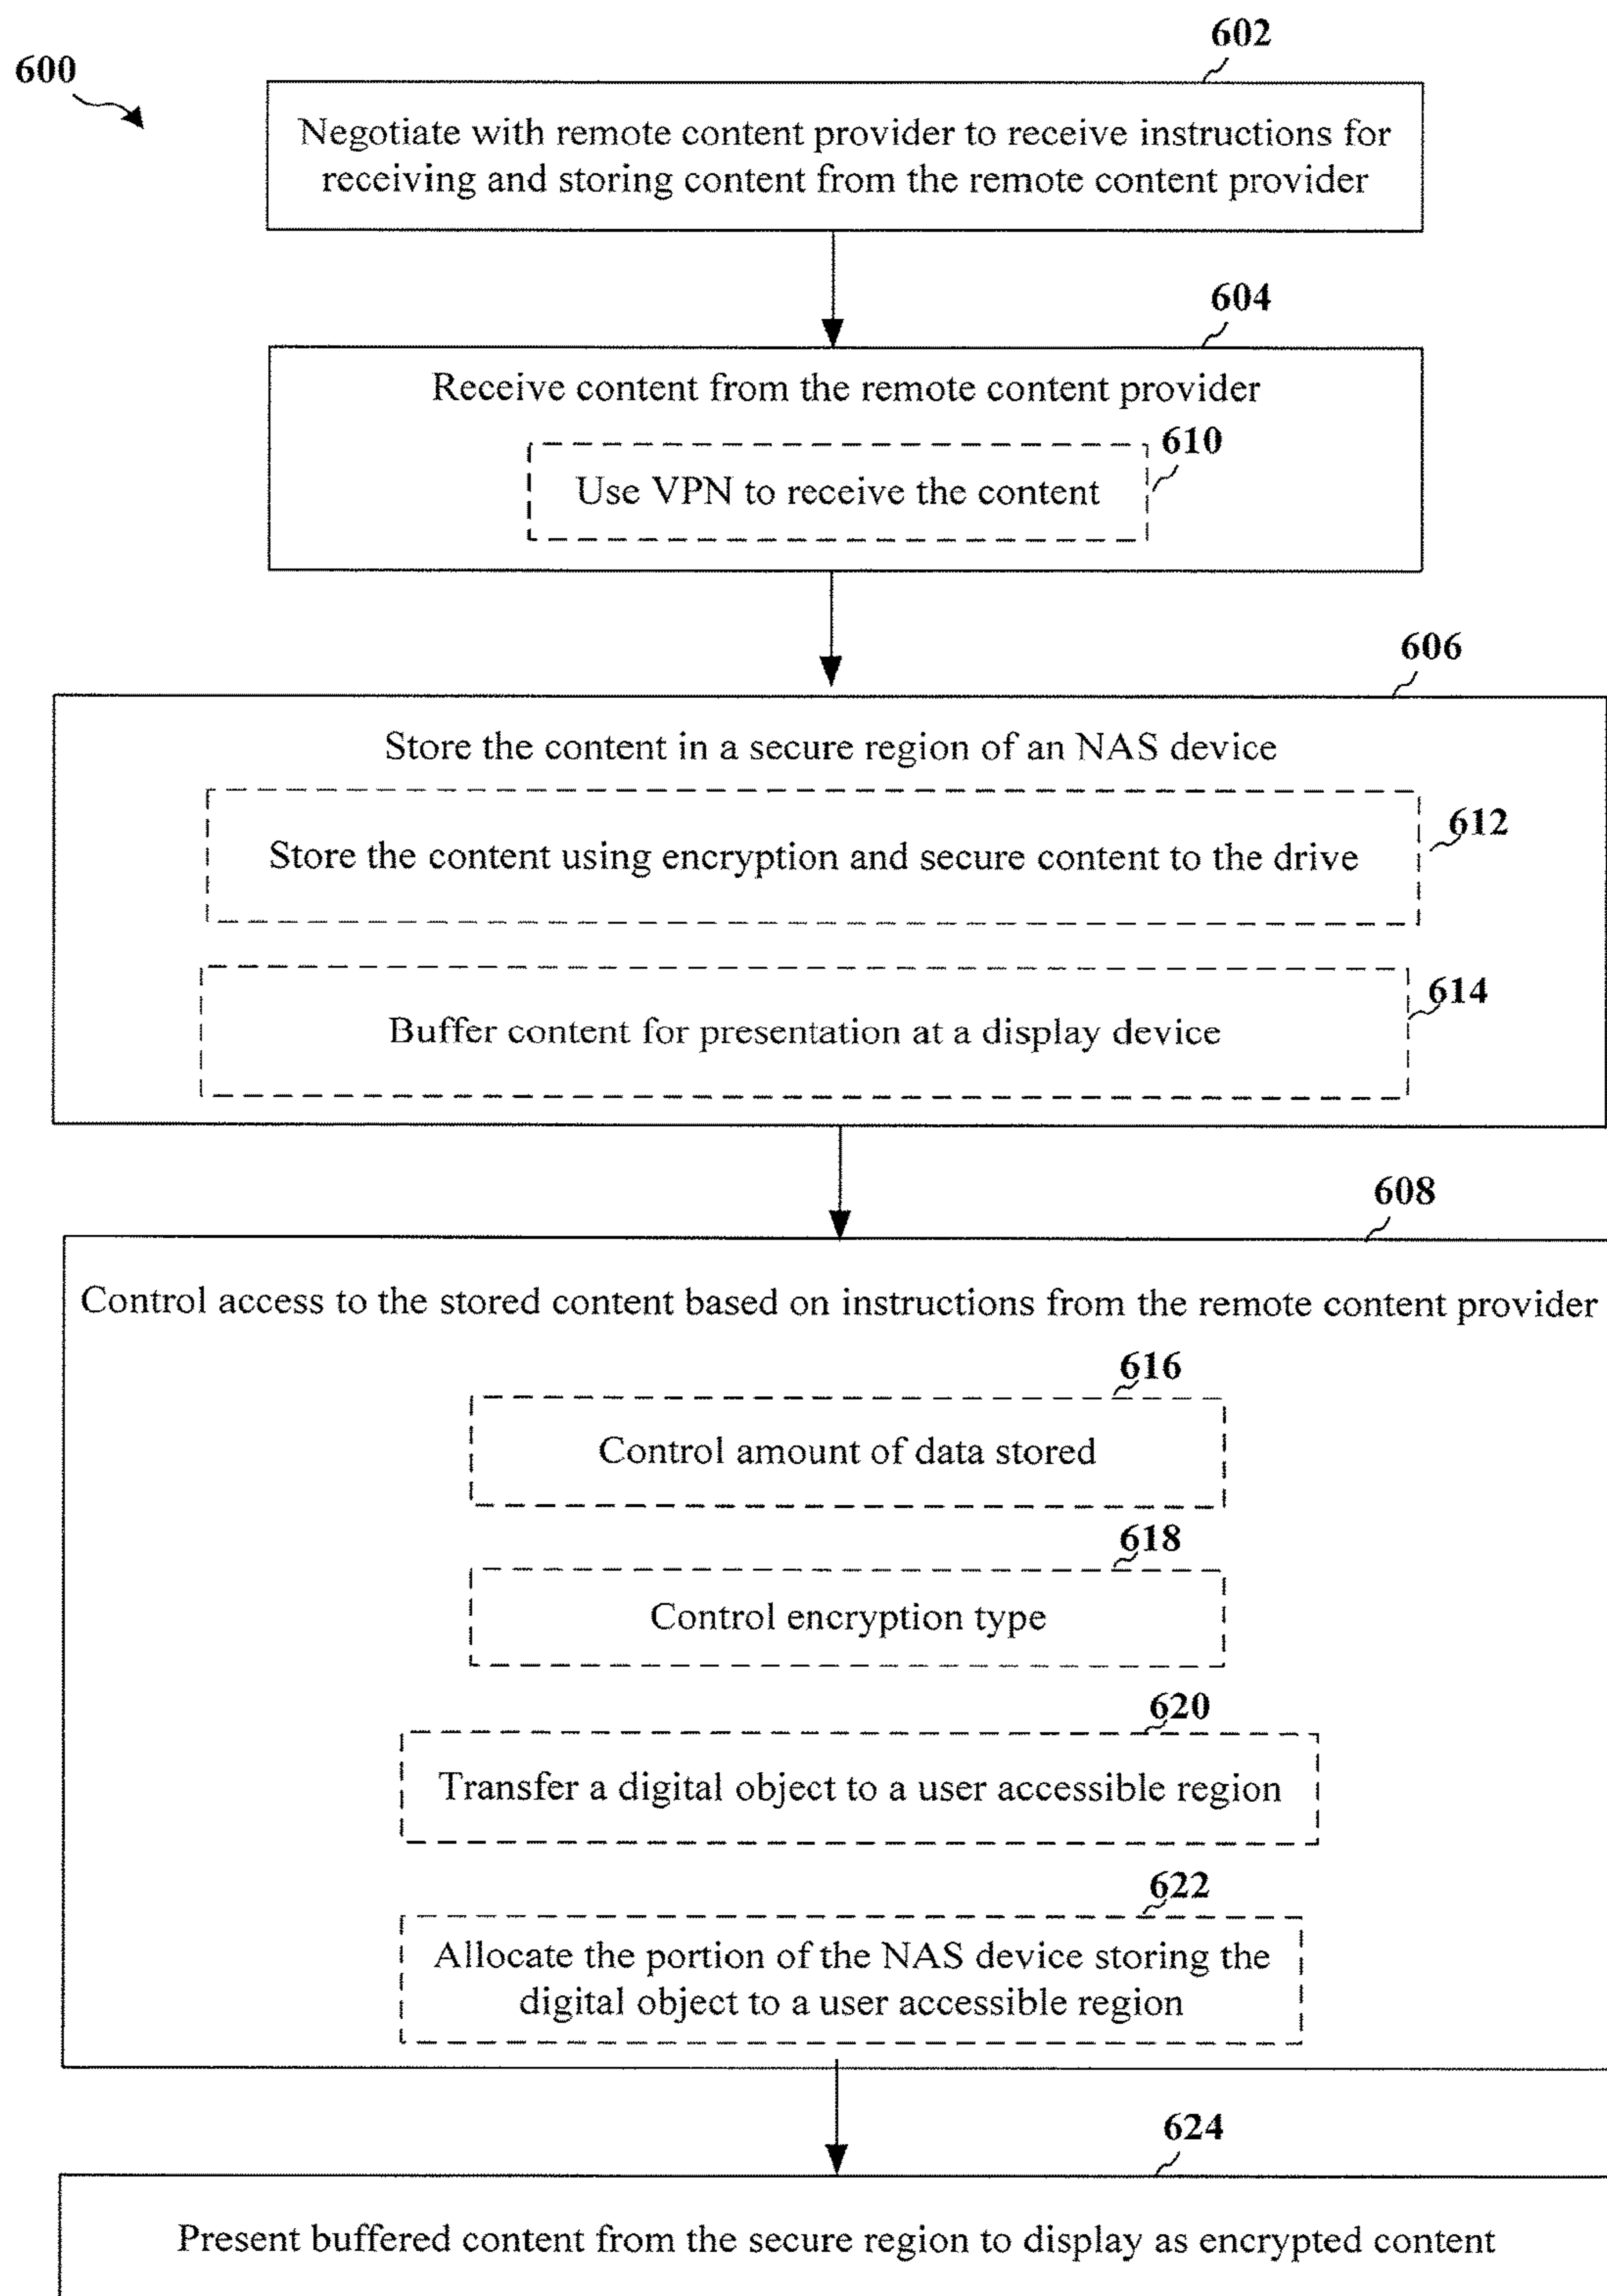 602
600
Negotiate with remote content provider to receive instructions for
receiving and storing content from the remote content provider
604
Receive content from the remote content provider
610
Use VPN to receive the content
606
Store the content in a secure region of an NAS device
612
Store the content using encryption and secure content to the drive
614
Buffer content for presentation at a display device
608
Control access to the stored content based on instructions from the remote content provider
616
Control amount of data stored
618
Control encryption type
620
Transfer a digital object to a user accessible region
622
Allocate the portion of the NAS device storing the
digital object to a user accessible region
624
Present buffered content from the secure region to display as encrypted content